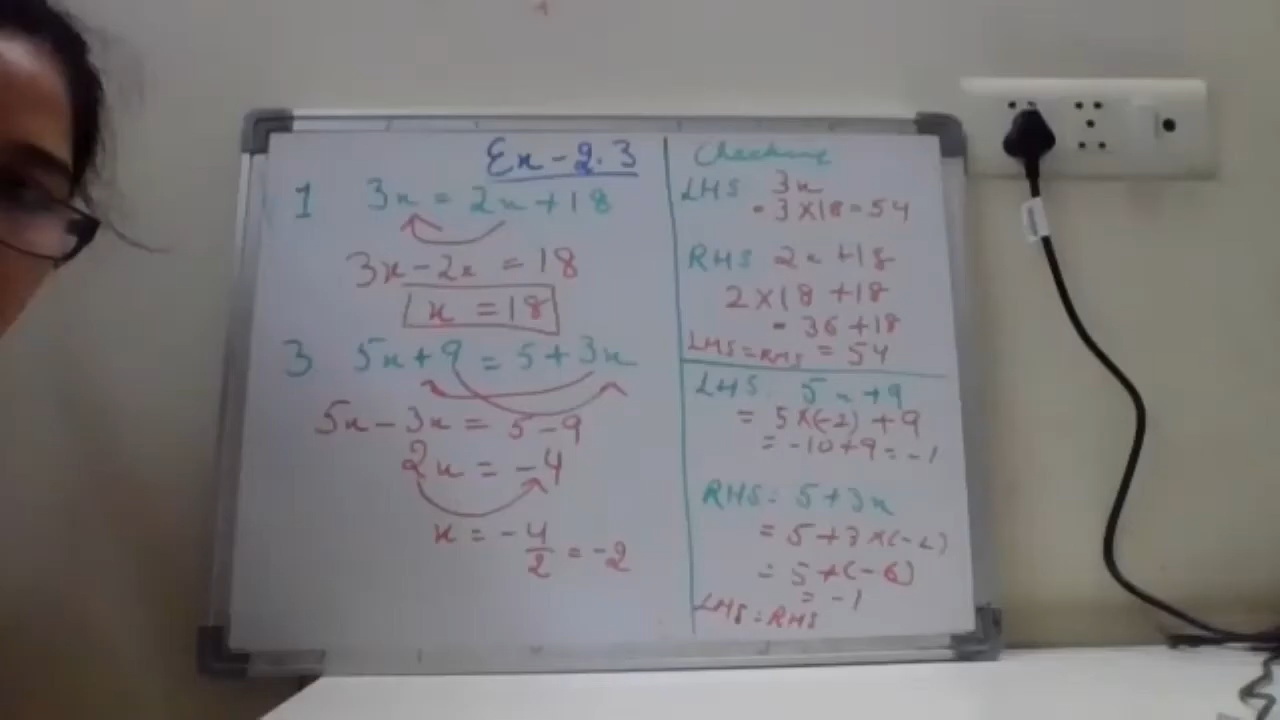 Ex - 2.3
1 3x = 2x + 18
3x - 2x = 18
x = 18
3 5x + 9 = 5 + 3x
5x - 3x = 5 - 9
2x = -4
x = -4/2 = -2
Checking
LHS 3x
= 3 × 18 = 54
RHS 2x + 18
2 × 18 + 18
= 36 + 18
LHS = RHS = 54
LHS: 5x + 9
= 5 × (-2) + 9
= -10 + 9 = -1
RHS: 5 + 3x
= 5 + 3 × (-2)
= 5 + (-6)
= -1
LHS = RHS